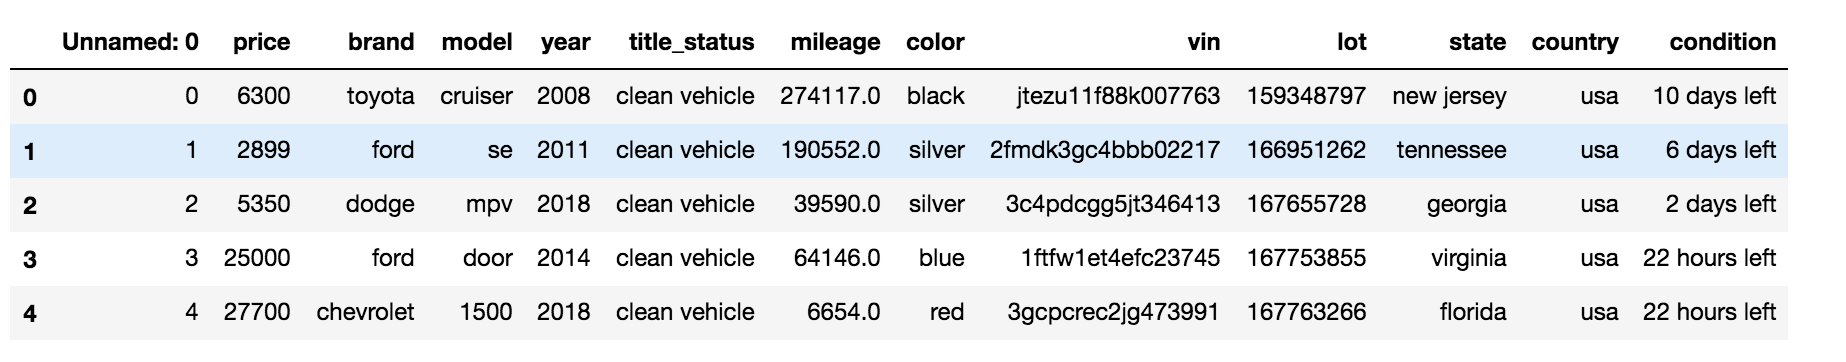 Unnamed: 0 price brand model year title_status mileage color vin lot state country condition
0 0 6300 toyota cruiser 2008 clean vehicle 274117.0 black jtezu11f88k007763 159348797 new jersey usa 10 days left
1 1 2899 ford se 2011 clean vehicle 190552.0 silver 2fmdk3gc4bbb02217 166951262 tennessee usa 6 days left
2 2 5350 dodge mpv 2018 clean vehicle 39590.0 silver 3c4pdcgg5jt346413 167655728 georgia usa 2 days left
3 3 25000 ford door 2014 clean vehicle 64146.0 blue 1ftfw1et4efc23745 167753855 virginia usa 22 hours left
4 4 27700 chevrolet 1500 2018 clean vehicle 6654.0 red 3gcpcrec2jg473991 167763266 florida usa 22 hours left